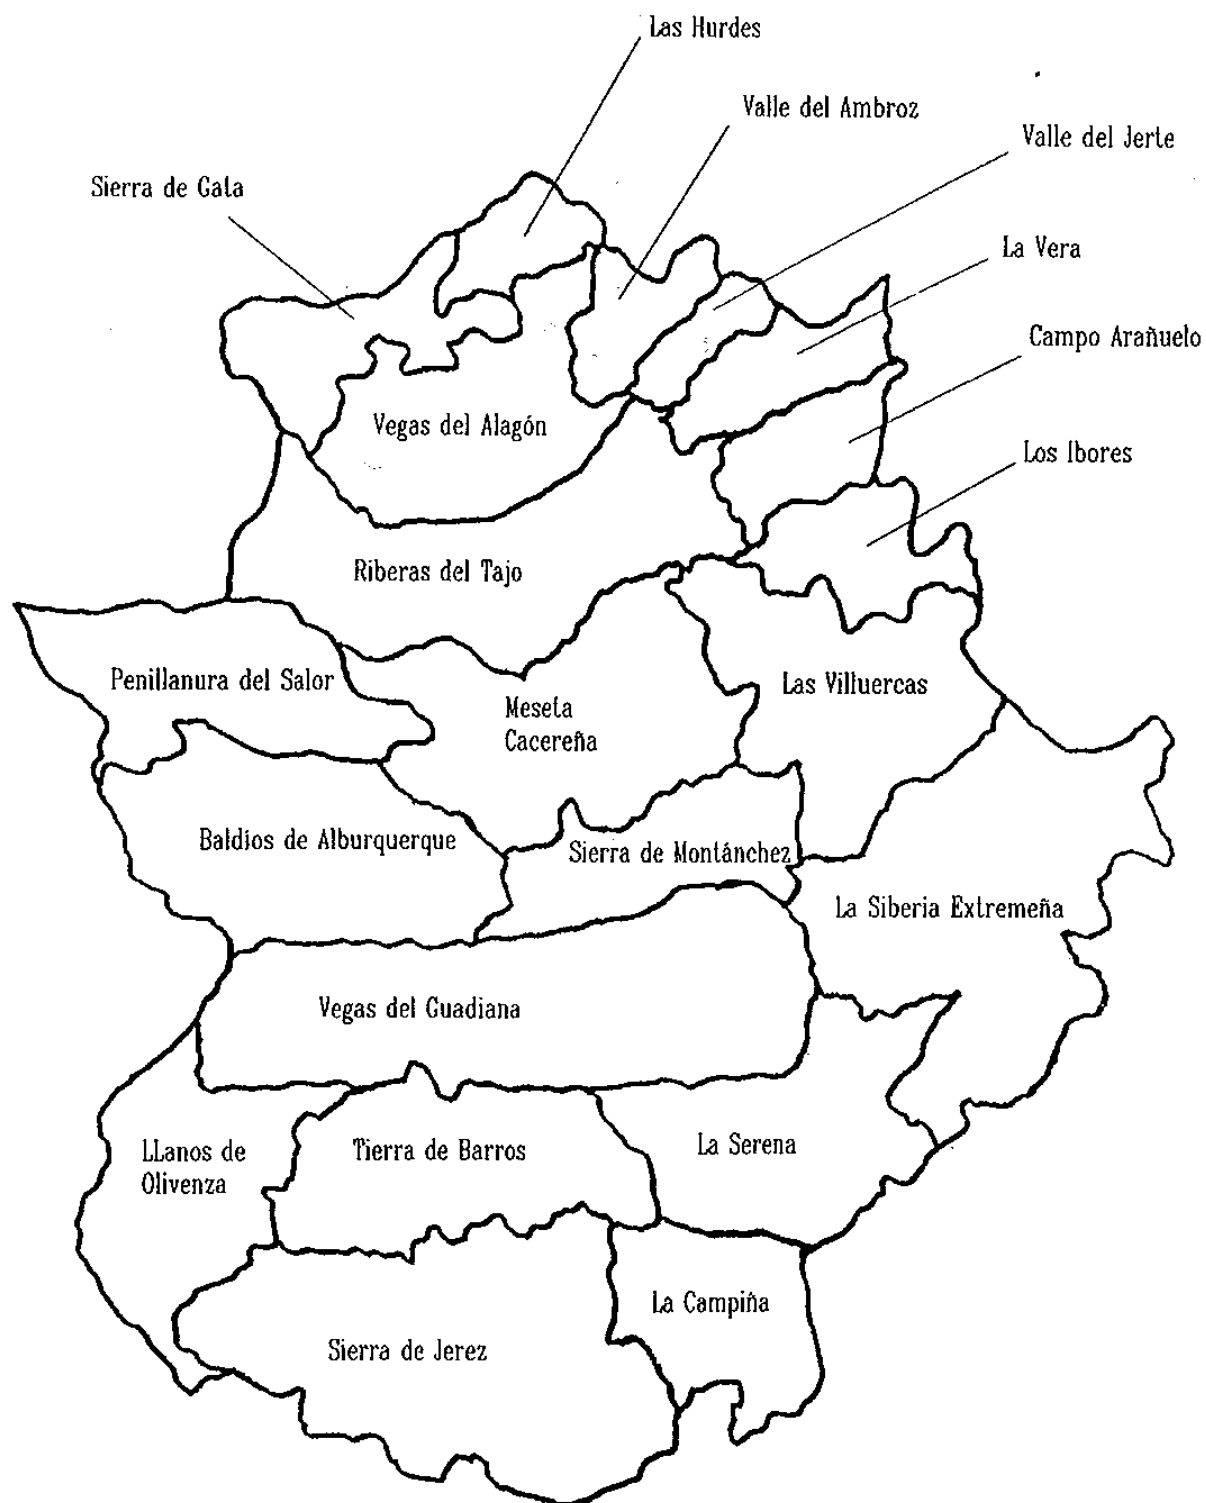 Las Hurdes
Valle del Ambroz
Valle del Jerte
Sierra de Gata
La Vera
Campo Arañuelo
Vegas del Alagón
Los Ibores
Riberas del Tajo
Penillanura del Salor
Las Villuercas
Meseta
Cacereña
Baldíos de Alburquerque
Sierra de Montánchez
La Siberia Extremeña
Vegas del Guadiana
LLanos de
Olivenza
Tierra de Barros
La Serena
La Campiña
Sierra de Jerez